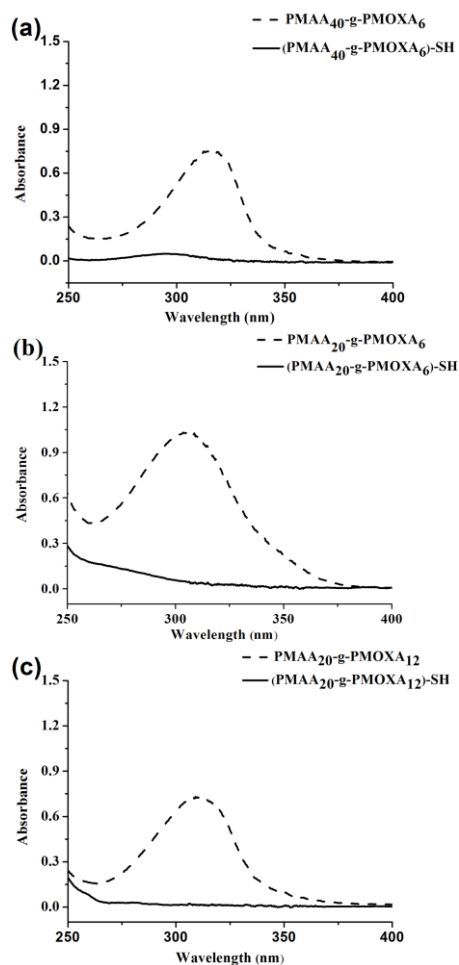 (a)
PMAA40-g-PMOXA6
(PMAA40-g-PMOXA6)-SH
1.5
1.2
0.9
0.6
0.3
0.0
Absorbance
250 300 350 400
Wavelength (nm)
(b)
PMAA20-g-PMOXA6
(PMAA20-g-PMOXA6)-SH
1.5
1.2
0.9
0.6
0.3
0.0
Absorbance
250 300 350 400
Wavelength (nm)
(c)
PMAA20-g-PMOXA12
(PMAA20-g-PMOXA12)-SH
1.5
1.2
0.9
0.6
0.3
0.0
Absorbance
250 300 350 400
Wavelength (nm)